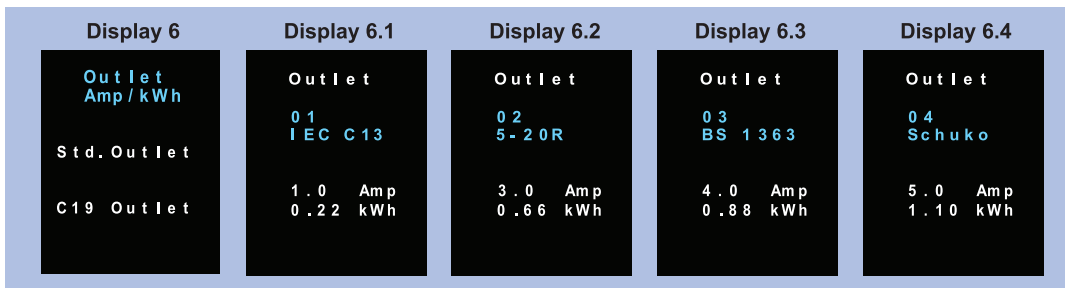 Display 6
Outlet
Amp/kWh
Std.Outlet
C19 Outlet
Display 6.1
Outlet
01
IEC C13
1.0 Amp
0.22 kWh
Display 6.2
Outlet
02
5-20R
3.0 Amp
0.66 kWh
Display 6.3
Outlet
03
BS 1363
4.0 Amp
0.88 kWh
Display 6.4
Outlet
04
Schuko
5.0 Amp
1.10 kWh